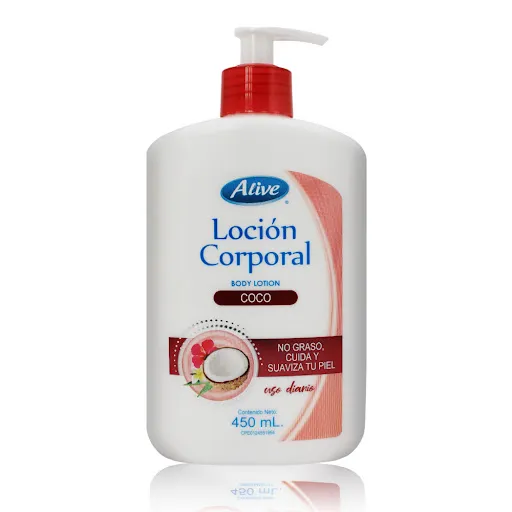 Alive
Loción
Corporal
BODY LOTION
COCO
NO GRASO,
CUIDA Y
SUAVIZA TU PIEL
uso diario
Contenido Neto
450 mL.